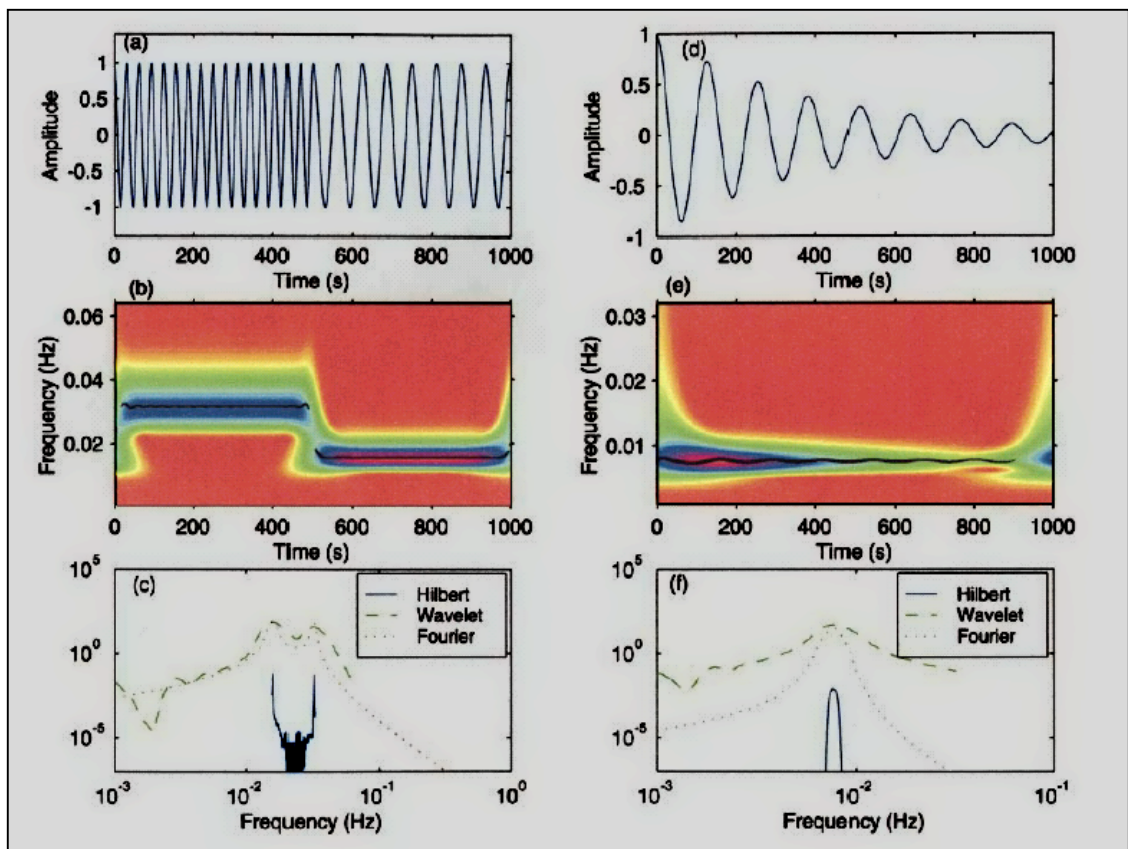 (a)
Amplitude
1
0.5
0
-0.5
-1
0 200 400 600 800 1000
Time (s)
(d)
Amplitude
1
0.5
0
-0.5
-1
0 200 400 600 800 1000
Time (s)
(b)
Frequency (Hz)
0.06
0.04
0.02
0 200 400 600 800 1000
Time (s)
(e)
Frequency (Hz)
0.03
0.02
0.01
0 200 400 600 800 1000
Time (s)
(c)
10^5
10^0
10^-5
Hilbert
Wavelet
Fourier
10^-3 10^-2 10^-1 10^0
Frequency (Hz)
(f)
10^5
10^0
10^-5
Hilbert
Wavelet
Fourier
10^-3 10^-2 10^-1
Frequency (Hz)